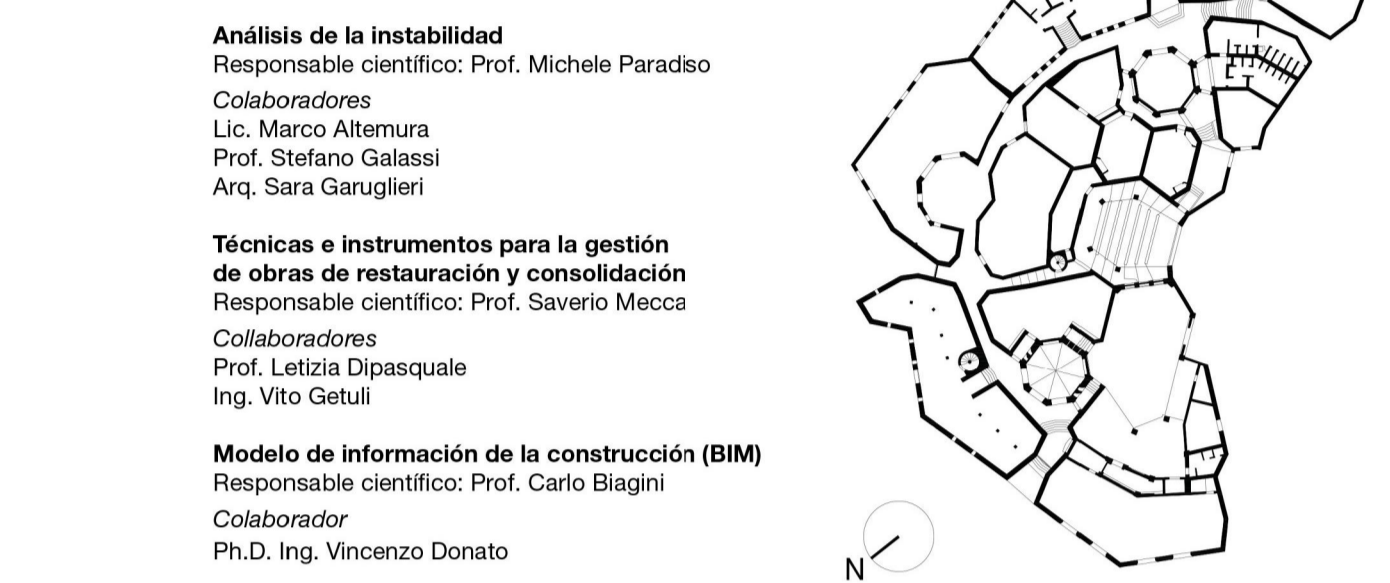 Análisis de la instabilidad
Responsable científico: Prof. Michele Paradiso
Colaboradores
Lic. Marco Altemura
Prof. Stefano Galassi
Arq. Sara Garuglieri
Técnicas e instrumentos para la gestión
de obras de restauración y consolidación
Responsable científico: Prof. Saverio Mecca
Collaboradores
Prof. Letizia Dipasquale
Ing. Vito Getuli
Modelo de información de la construcción (BIM)
Responsable científico: Prof. Carlo Biagini
Colaborador
Ph.D. Ing. Vincenzo Donato
N